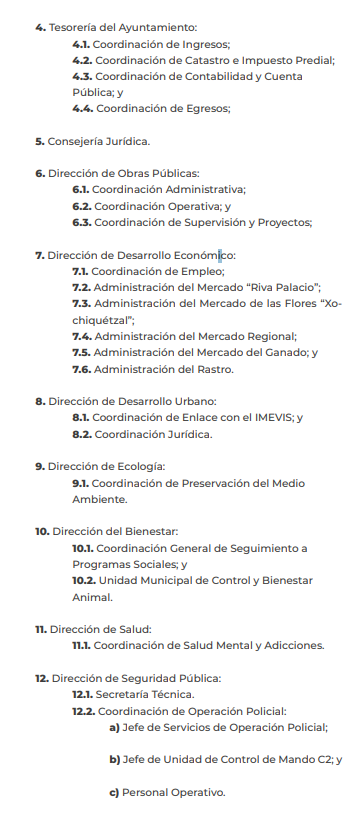 4. Tesorería del Ayuntamiento:
4.1. Coordinación de Ingresos;
4.2. Coordinación de Catastro e Impuesto Predial;
4.3. Coordinación de Contabilidad y Cuenta
Pública; y
4.4. Coordinación de Egresos;
5. Consejería Jurídica.
6. Dirección de Obras Públicas:
6.1. Coordinación Administrativa;
6.2. Coordinación Operativa; y
6.3. Coordinación de Supervisión y Proyectos;
7. Dirección de Desarrollo Económico:
7.1. Coordinación de Empleo;
7.2. Administración del Mercado “Riva Palacio”;
7.3. Administración del Mercado de las Flores “Xo-
chiquétzal”;
7.4. Administración del Mercado Regional;
7.5. Administración del Mercado del Ganado; y
7.6. Administración del Rastro.
8. Dirección de Desarrollo Urbano:
8.1. Coordinación de Enlace con el IMEVIS; y
8.2. Coordinación Jurídica.
9. Dirección de Ecología:
9.1. Coordinación de Preservación del Medio
Ambiente.
10. Dirección del Bienestar:
10.1. Coordinación General de Seguimiento a
Programas Sociales; y
10.2. Unidad Municipal de Control y Bienestar
Animal.
11. Dirección de Salud:
11.1. Coordinación de Salud Mental y Adicciones.
12. Dirección de Seguridad Pública:
12.1. Secretaría Técnica.
12.2. Coordinación de Operación Policial:
a) Jefe de Servicios de Operación Policial;
b) Jefe de Unidad de Control de Mando C2; y
c) Personal Operativo.